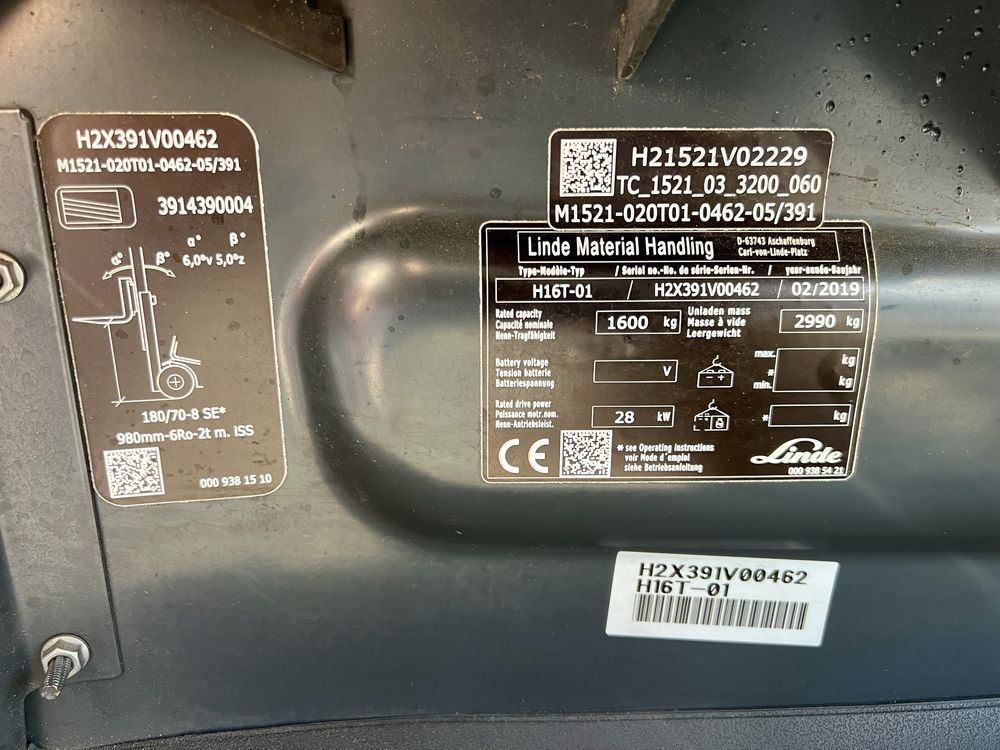 H2X391V00462
M1521-020T01-0462-05/391
3914390004
α° β°
6,0°v 5,0°z
α° β°
180/70-8 SE*
980mm-6Ro-2t m. iSS
000 938 15 10
H21521V02229
TC_1521_03_3200_060
M1521-020T01-0462-05/391
Linde Material Handling D-63743 Aschaffenburg
Carl-von-Linde-Platz
Type-Modèle-Typ / Serial no.-No. de série-Serien-Nr. / year-année-Baujahr
H16T-01 / H2X391V00462 / 02/2019
Rated capacity
Capacité nominale
Nenn-Tragfähigkeit
1600 kg
Unladen mass
Masse à vide
Leergewicht
2990 kg
Battery voltage
Tension batterie
Batteriespannung
V
max. kg
*
min. kg
Rated drive power
Puissance motr.nom.
Nenn-Antriebsleist.
28 kW
* kg
CE
* see Operating instructions
voir Mode d'emploi
siehe Betriebsanleitung
Linde
000 938 54 21
H2X391V00462
H16T-01